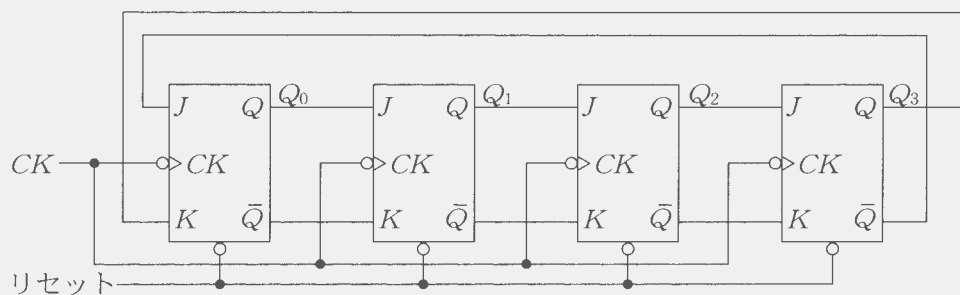 J Q Q₀ J Q Q₁ J Q Q₂ J Q Q₃
CK CK CK CK CK
K Q̄ K Q̄ K Q̄ K Q̄
リセット